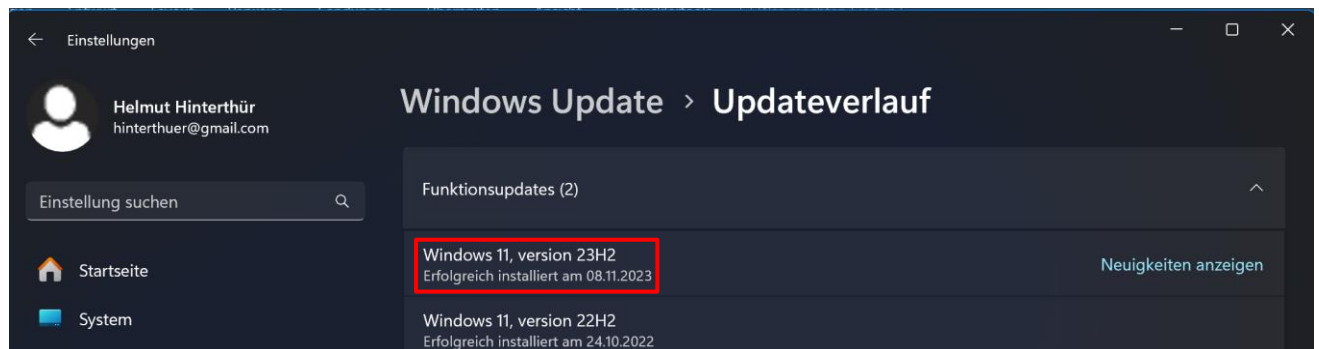 Einstellungen
Helmut Hinterthür
hinterthuer@gmail.com
Windows Update > Updateverlauf
Einstellung suchen
Funktionsupdates (2)
Windows 11, version 23H2
Erfolgreich installiert am 08.11.2023
Neuigkeiten anzeigen
Startseite
System
Windows 11, version 22H2
Erfolgreich installiert am 24.10.2022